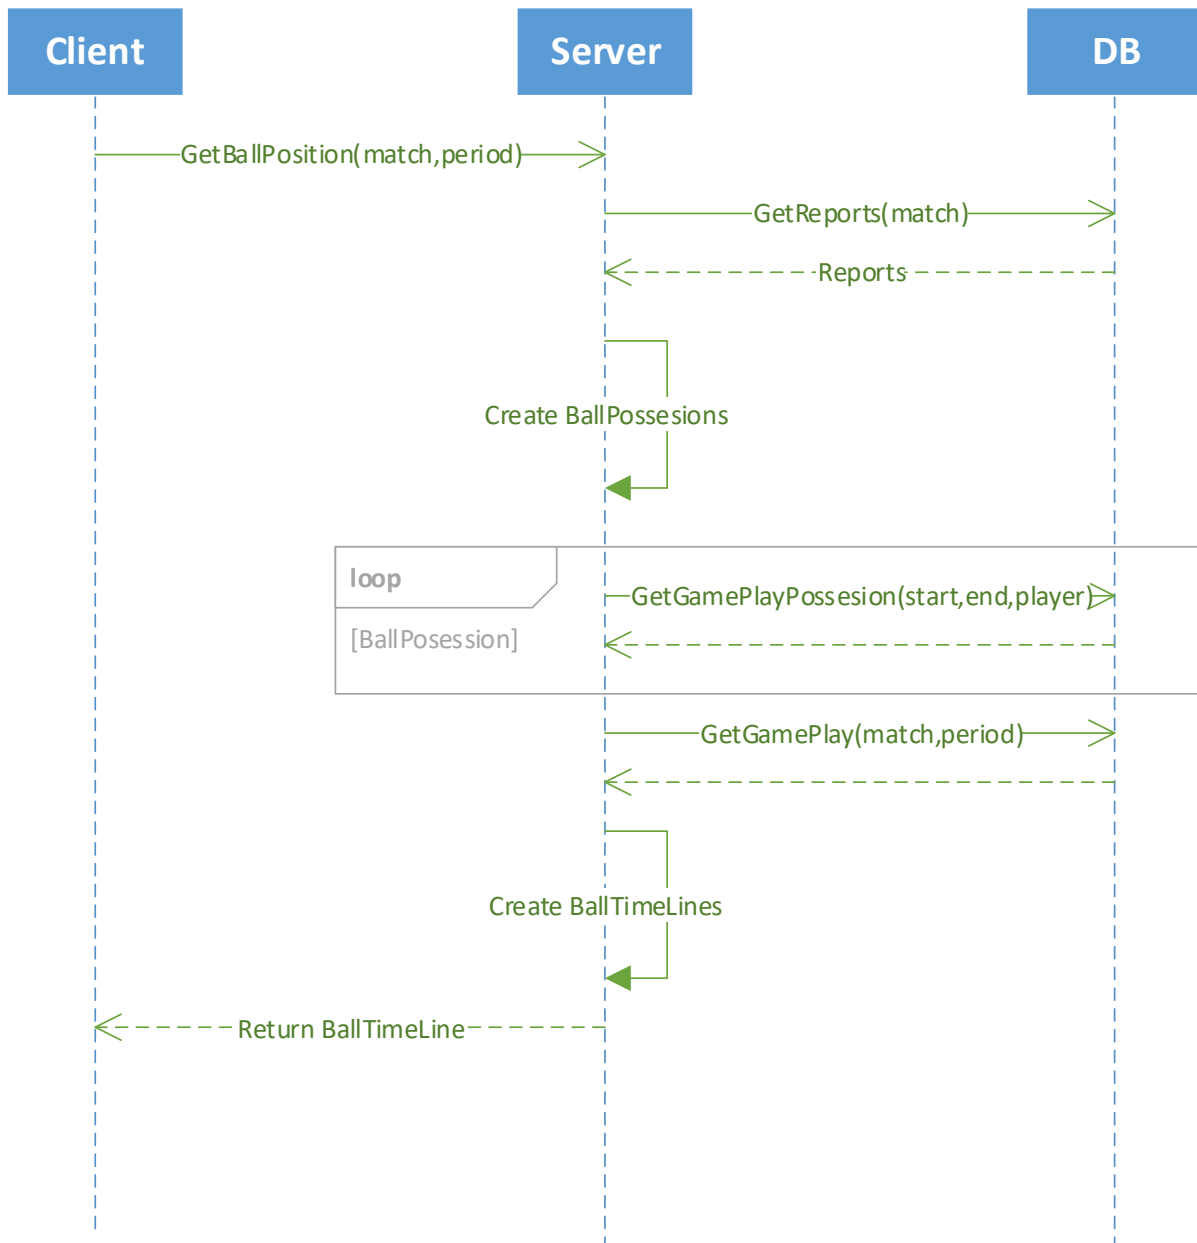 Client
Server
DB
GetBallPosition(match,period)
GetReports(match)
Reports
Create BallPossesions
loop
GetGamePlayPossesion(start,end,player)
[BallPosession]
GetGamePlay(match,period)
Create BallTimeLines
Return BallTimeLine